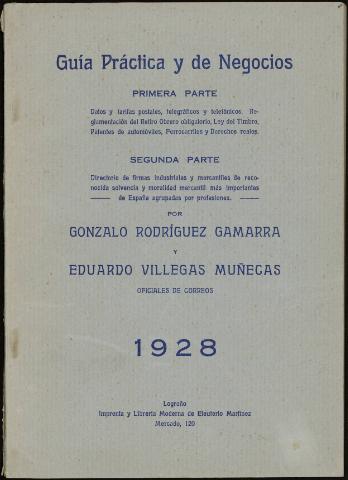 Guía Práctica y de Negocios
PRIMERA PARTE
Datos y tarifas postales, telegráficos y telefónicos. Re-
glamentación del Retiro Obrero obligatorio, Ley del Timbre,
Patentes de automóviles, Ferrocarriles y Derechos reales.
SEGUNDA PARTE
Directorio de firmas industriales y mercantiles de reco-
nocida solvencia y moralidad mercantil más importantes
de España agrupadas por profesiones.
POR
GONZALO RODRÍGUEZ GAMARRA
Y
EDUARDO VILLEGAS MUÑECAS
OFICIALES DE CORREOS
1928
Logroño
Imprenta y Librería Moderna de Eleuterio Martínez
Mercado, 120